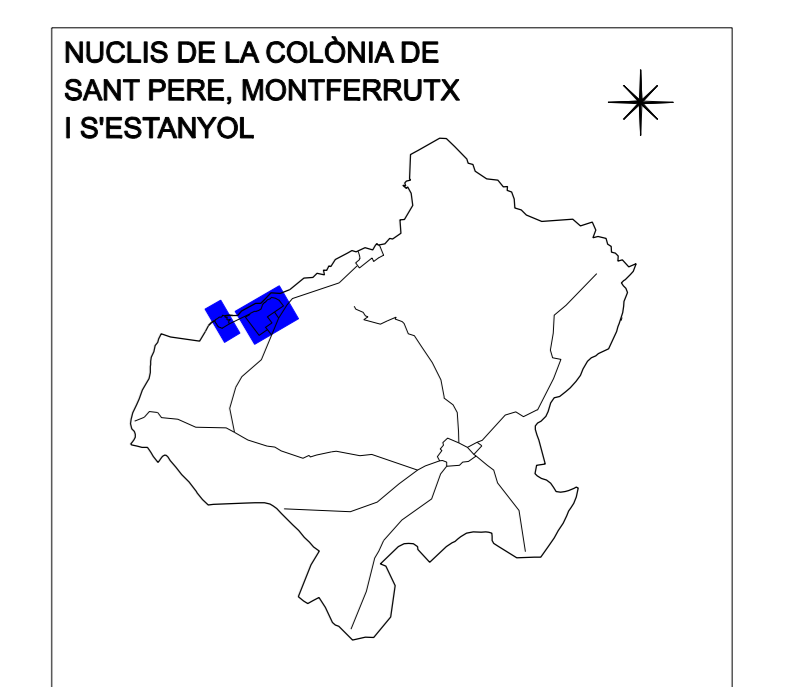 NUCLIS DE LA COLÒNIA DE
SANT PERE, MONTFERRUTX
I S'ESTANYOL